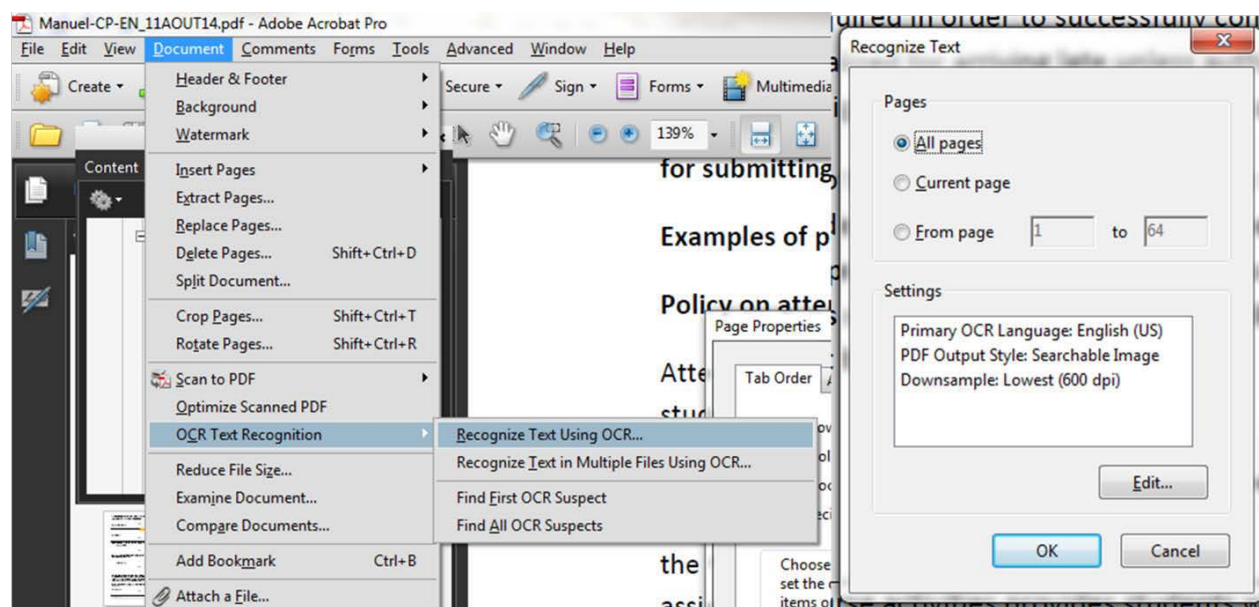 Manuel-CP-EN_11AOUT14.pdf - Adobe Acrobat Pro
File Edit View Document Comments Forms Tools Advanced Window Help
Create
Secure
Sign
Forms
Multimedia
139%
Content
Header & Footer
Background
Watermark
Insert Pages
Extract Pages...
Replace Pages...
Delete Pages... Shift+Ctrl+D
Split Document...
Crop Pages... Shift+Ctrl+T
Rotate Pages... Shift+Ctrl+R
Scan to PDF
Optimize Scanned PDF
OCR Text Recognition
Reduce File Size...
Examine Document...
Compare Documents...
Add Bookmark Ctrl+B
Attach a File...
Recognize Text Using OCR...
Recognize Text in Multiple Files Using OCR...
Find First OCR Suspect
Find All OCR Suspects
for submitting
Examples of p
Policy on atte
Page Properties
Tab Order
Atte
the
Choose
set the
items o
in order to successfully
Recognize Text
Pages
All pages
Current page
From page 1 to 64
Settings
Primary OCR Language: English (US)
PDF Output Style: Searchable Image
Downsample: Lowest (600 dpi)
Edit...
OK Cancel
activities provides students